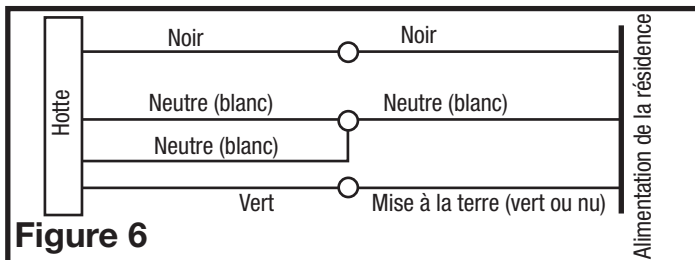 Noir
Noir
Hotte
Neutre (blanc)
Neutre (blanc)
Neutre (blanc)
Vert
Mise à la terre (vert ou nu)
Alimentation de la résidence
Figure 6